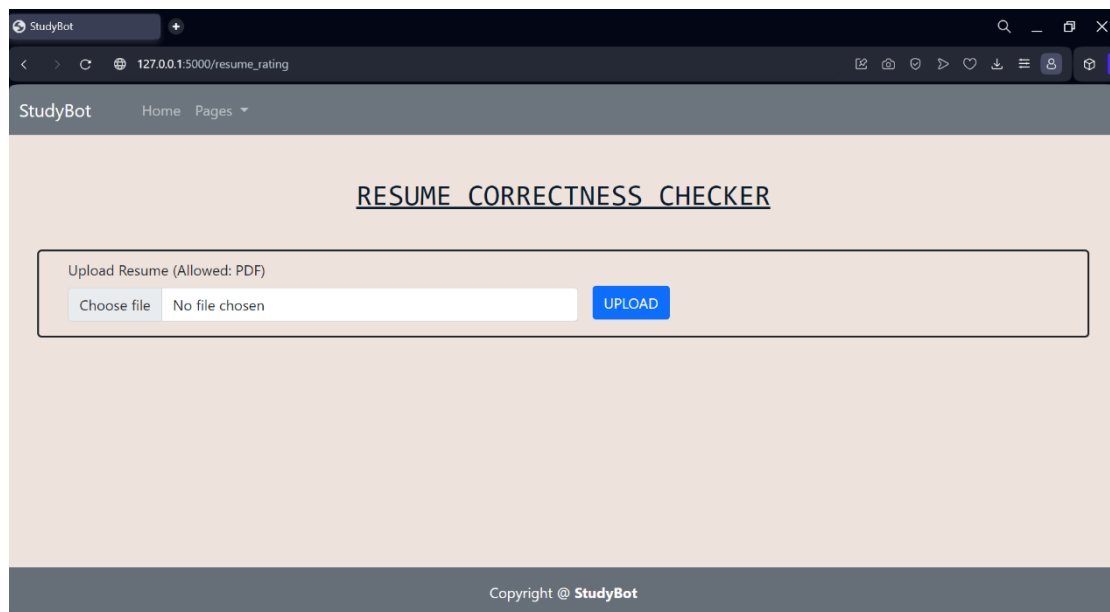 StudyBot
127.0.0.1:5000/resume_rating
StudyBot Home Pages
RESUME CORRECTNESS CHECKER
Upload Resume (Allowed: PDF)
Choose file No file chosen UPLOAD
Copyright @ StudyBot